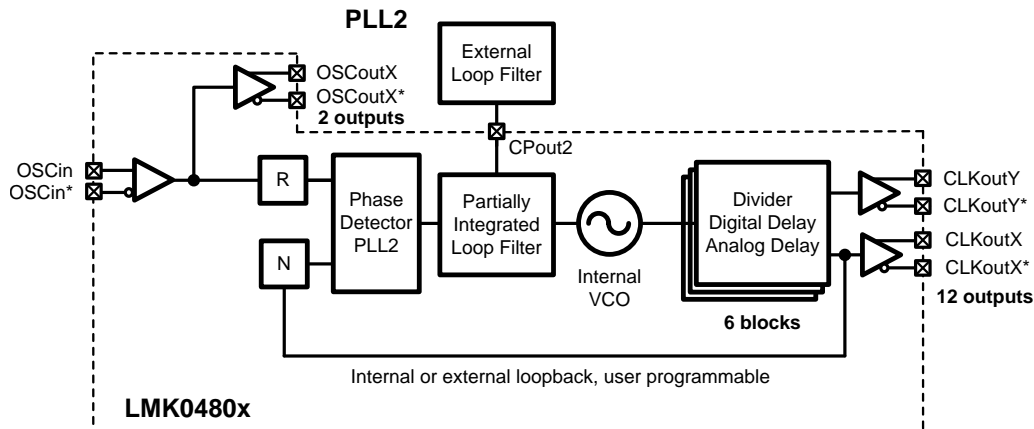 PLL2
External
Loop Filter
OSCoutX
OSCoutX*
2 outputs
CPout2
OSCin
OSCin*
R
N
Phase
Detector
PLL2
Partially
Integrated
Loop Filter
Internal
VCO
Divider
Digital Delay
Analog Delay
6 blocks
CLKoutY
CLKoutY*
CLKoutX
CLKoutX*
12 outputs
Internal or external loopback, user programmable
LMK0480x